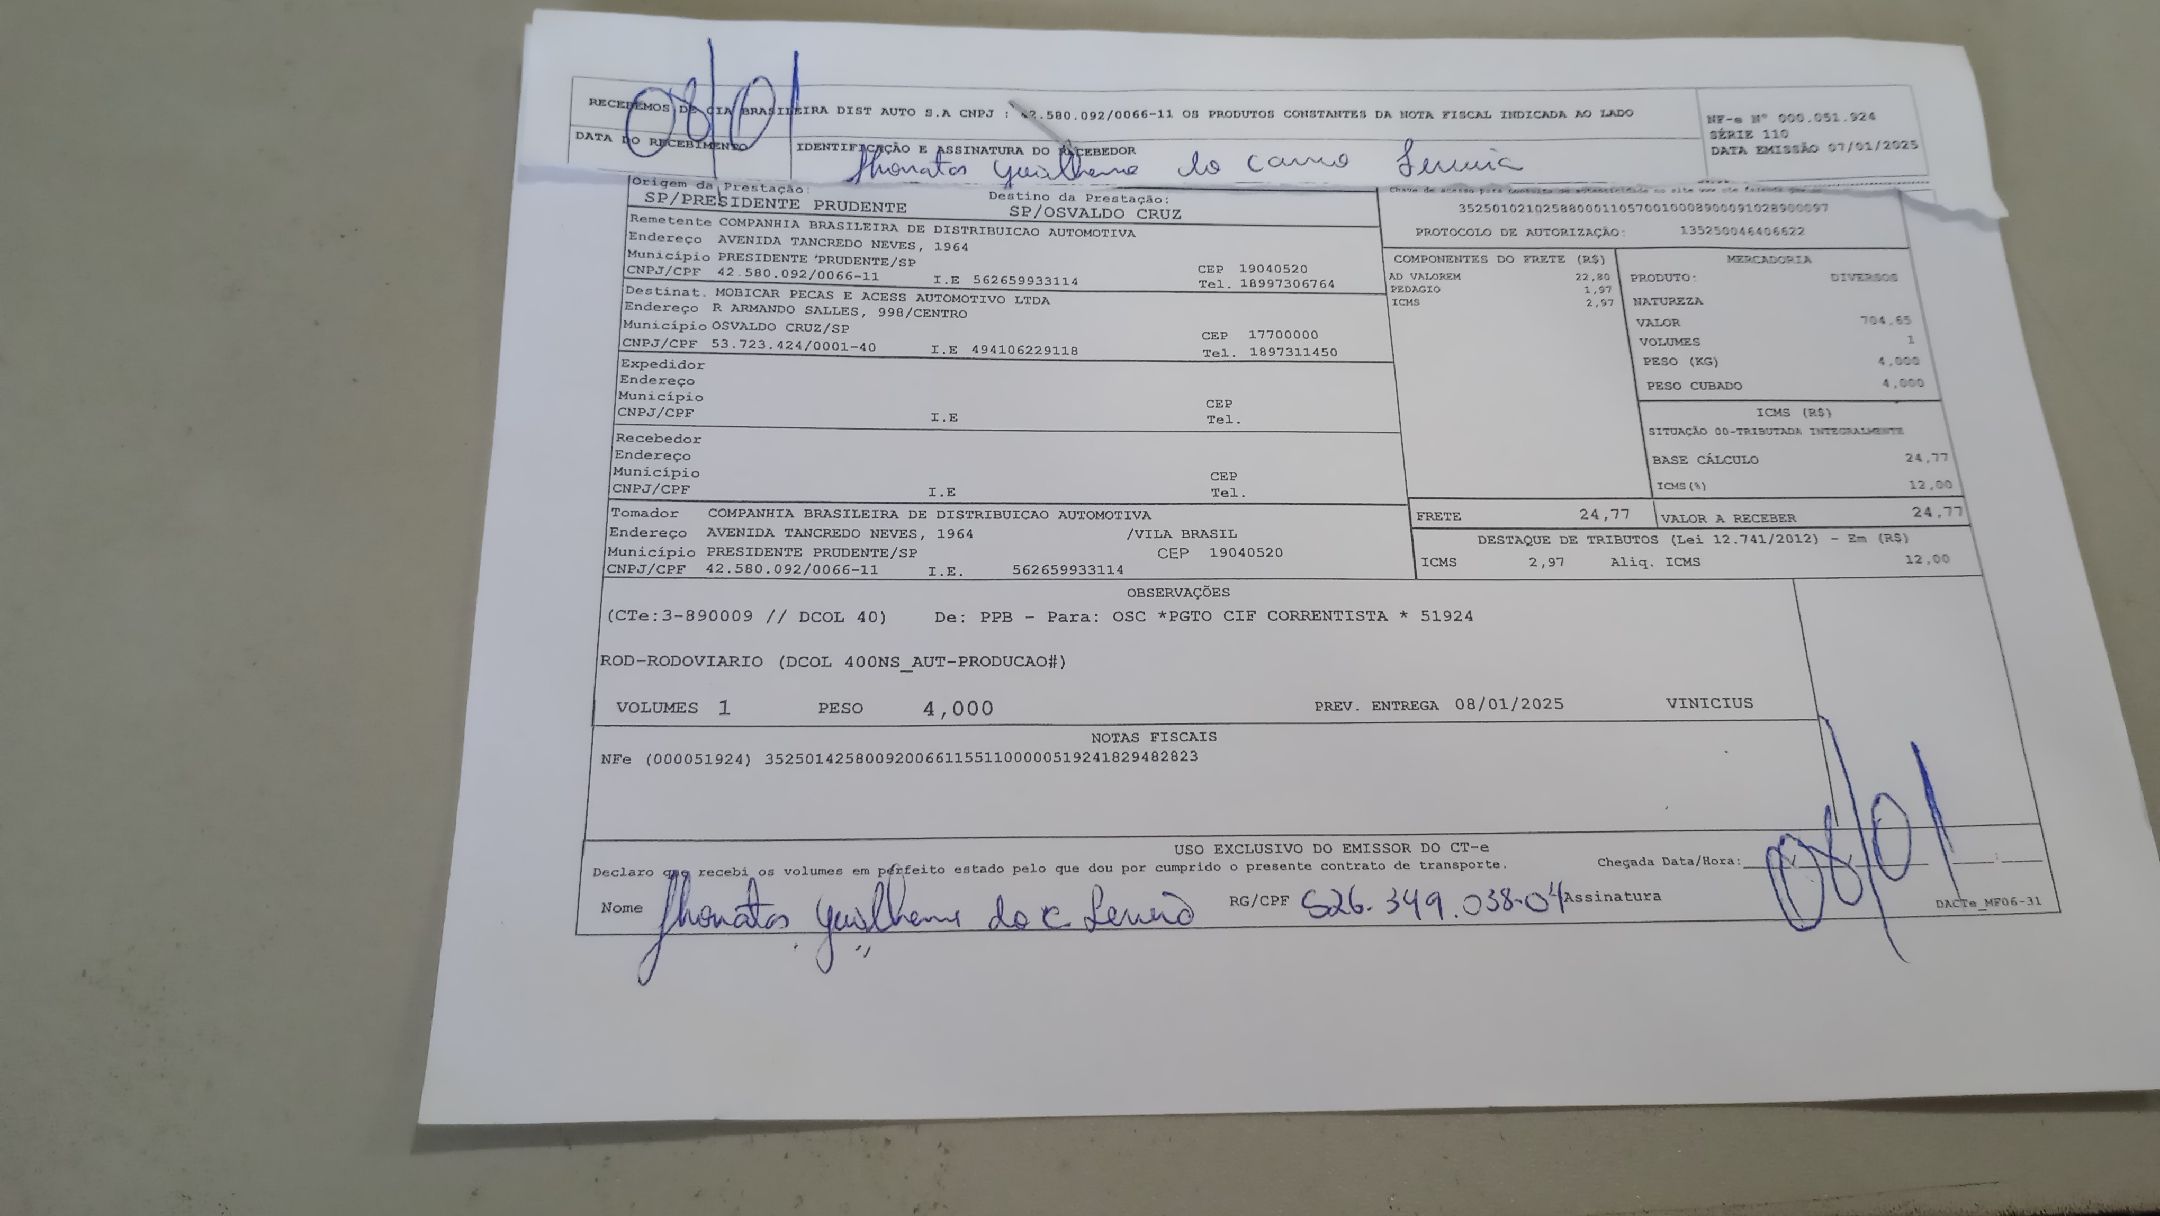 RECEBEMOS DE CIA BRASILEIRA DIST AUTO S.A CNPJ : 42.580.092/0066-11 OS PRODUTOS CONSTANTES DA NOTA FISCAL INDICADA AO LADO
NF-e Nº 000.051.924
SÉRIE 110
DATA EMISSÃO 07/01/2025
DATA DO RECEBIMENTO
08/01
IDENTIFICAÇÃO E ASSINATURA DO RECEBEDOR
Jhonatas Guilherme do Carmo
Origem da Prestação:
SP/PRESIDENTE PRUDENTE
Destino da Prestação:
SP/OSVALDO CRUZ
Remetente COMPANHIA BRASILEIRA DE DISTRIBUICAO AUTOMOTIVA
Endereço AVENIDA TANCREDO NEVES, 1964
Município PRESIDENTE PRUDENTE/SP CEP 19040520
CNPJ/CPF 42.580.092/0066-11 I.E 562659933114 Tel. 18997306764
Destinat. MOBICAR PECAS E ACESS AUTOMOTIVO LTDA
Endereço R ARMANDO SALLES, 998/CENTRO
Município OSVALDO CRUZ/SP CEP 17700000
CNPJ/CPF 53.723.424/0001-40 I.E 494106229118 Tel. 1897311450
Expedidor
Endereço
Município CEP
CNPJ/CPF I.E Tel.
Recebedor
Endereço
Município CEP
CNPJ/CPF I.E Tel.
Tomador COMPANHIA BRASILEIRA DE DISTRIBUIÇAO AUTOMOTIVA
Endereço AVENIDA TANCREDO NEVES, 1964 /VILA BRASIL
Município PRESIDENTE PRUDENTE/SP CEP 19040520
CNPJ/CPF 42.580.092/0066-11 I.E. 562659933114
PROTOCOLO DE AUTORIZAÇÃO: 135250046406622
COMPONENTES DO FRETE (R$)
AD VALOREM 22,80
PEDAGIO 1,97
ICMS 2,97
MERCADORIA
PRODUTO: DIVERSOS
NATUREZA
VALOR 704,65
VOLUMES 1
PESO (KG) 4,000
PESO CUBADO 4,000
ICMS (R$)
SITUAÇÃO 00-TRIBUTADA INTEGRALMENTE
BASE CÁLCULO 24,77
ICMS(%) 12,00
FRETE 24,77 VALOR A RECEBER 24,77
DESTAQUE DE TRIBUTOS (Lei 12.741/2012) - Em (R$)
ICMS 2,97 Aliq. ICMS 12,00
OBSERVAÇÕES
(CTe:3-890009 // DCOL 40) De: PPB - Para: OSC *PGTO CIF CORRENTISTA * 51924
ROD-RODOVIARIO (DCOL 400NS_AUT-PRODUCAO#)
VOLUMES 1 PESO 4,000 PREV. ENTREGA 08/01/2025 VINICIUS
NOTAS FISCAIS
NFe (000051924) 35250142580092006611551100000519241829482823
USO EXCLUSIVO DO EMISSOR DO CT-e
Declaro que recebi os volumes em perfeito estado pelo que dou por cumprido o presente contrato de transporte.
Chegada Data/Hora: 08/01
Nome Jhonatas Guilherme do C RG/CPF 526.349.038-04 Assinatura
DACTe_MF06-31